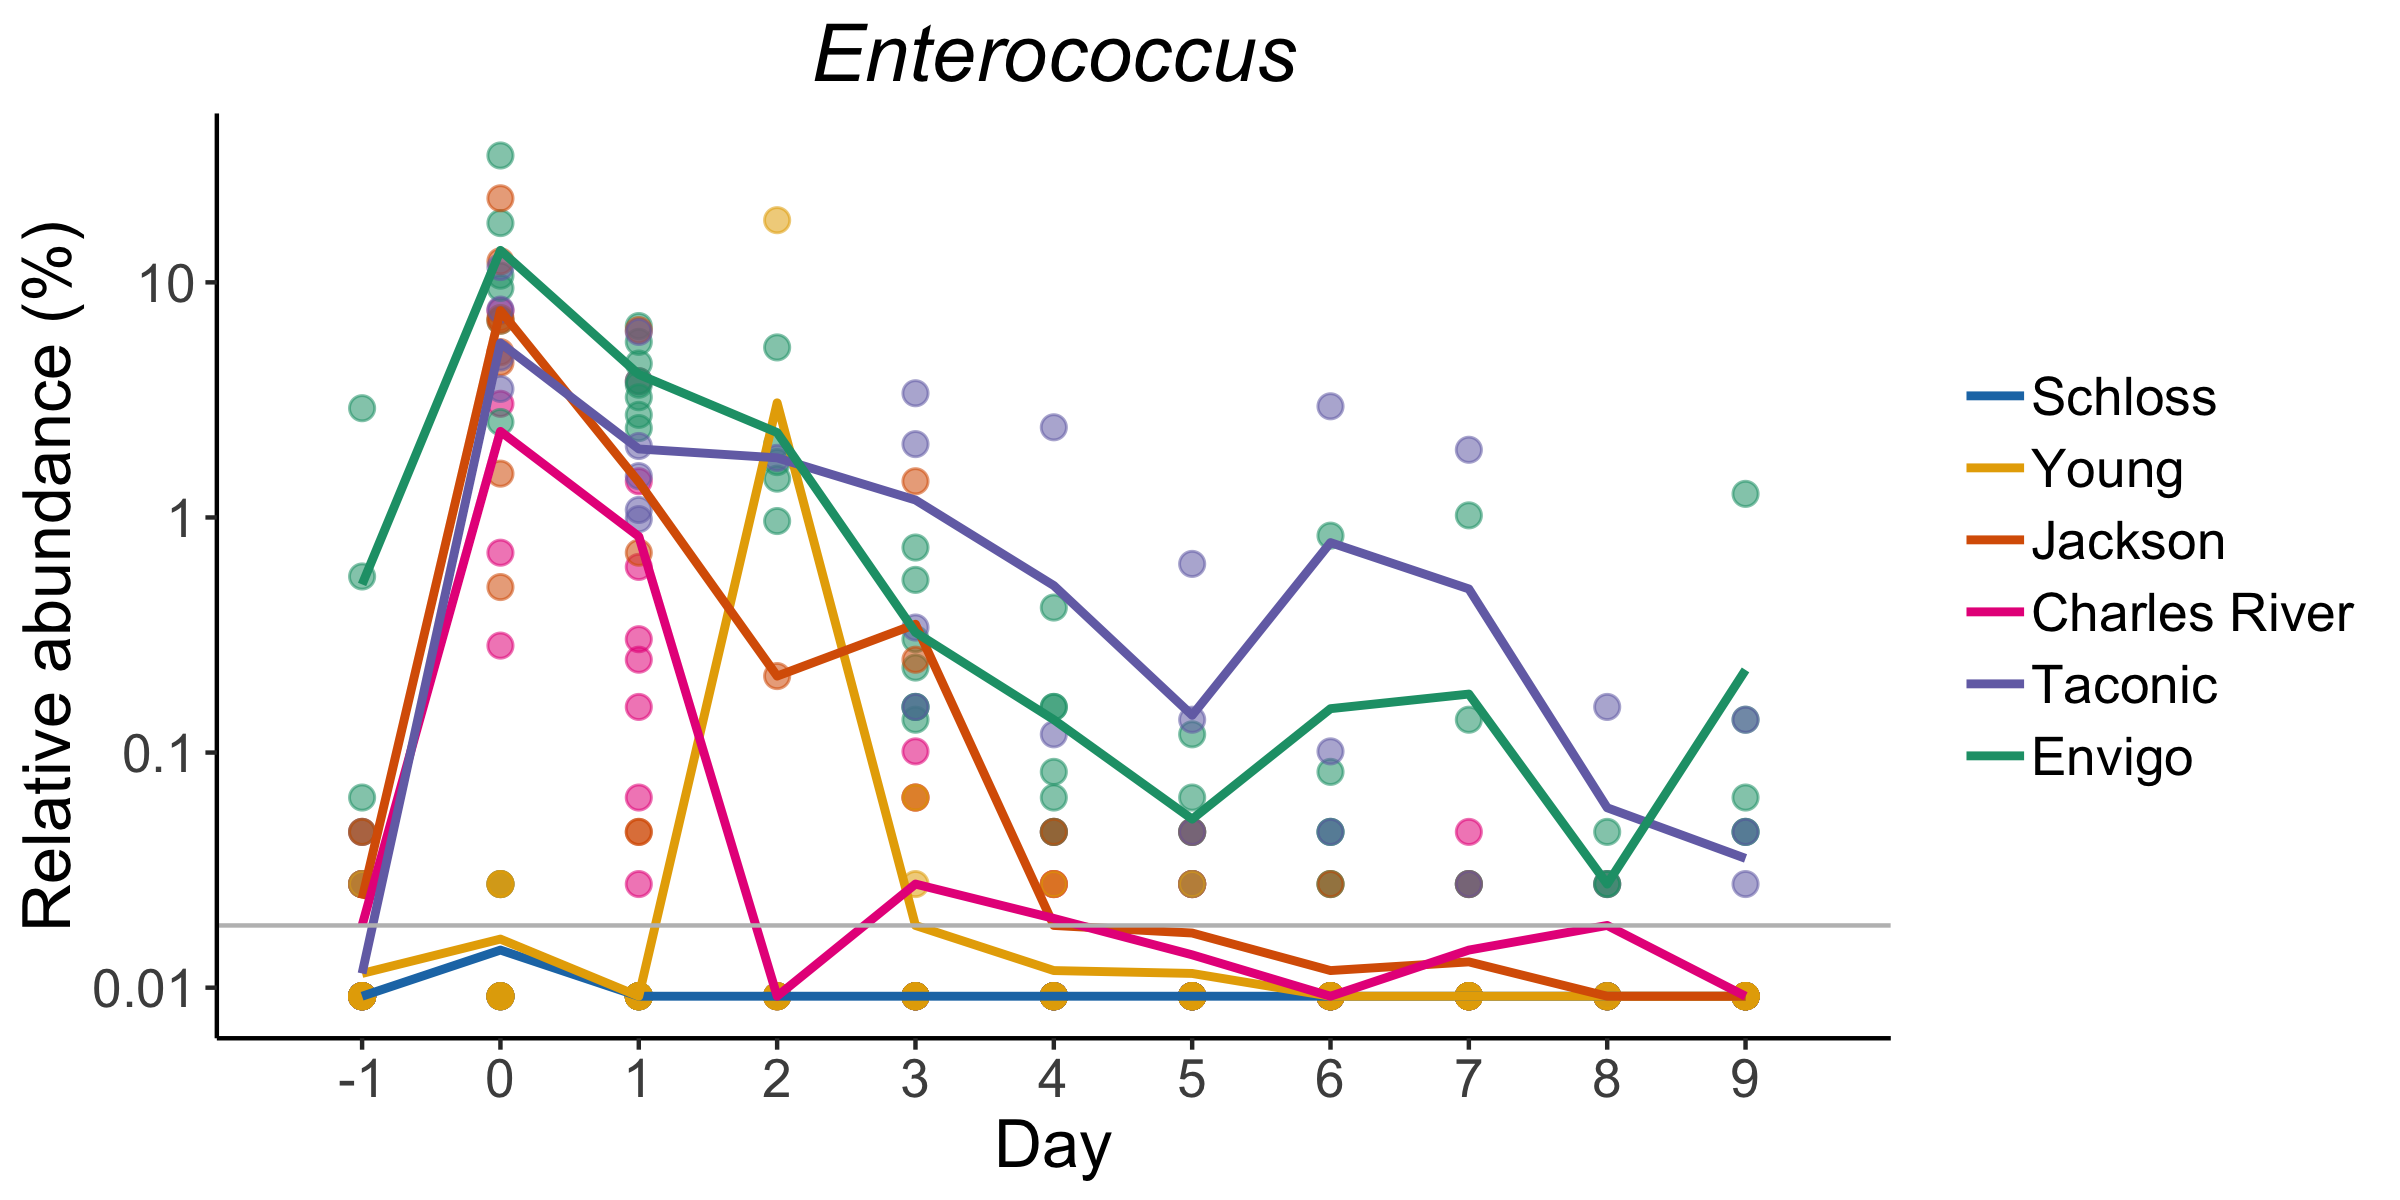 Enterococcus
Relative abundance (%)
10
1
0.1
0.01
-1 0 1 2 3 4 5 6 7 8 9
Day
Schloss
Young
Jackson
Charles River
Taconic
Envigo